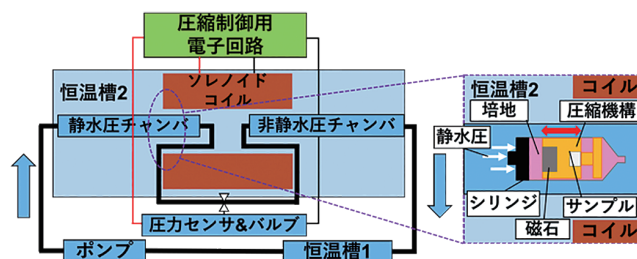 圧縮制御用
電子回路
恒温槽2
ソレノイド
コイル
静水圧チャンバ
非静水圧チャンバ
圧力センサ&バルブ
ポンプ
恒温槽1
恒温槽2
コイル
培地
圧縮機構
静水圧
シリンジ
サンプル
磁石
コイル